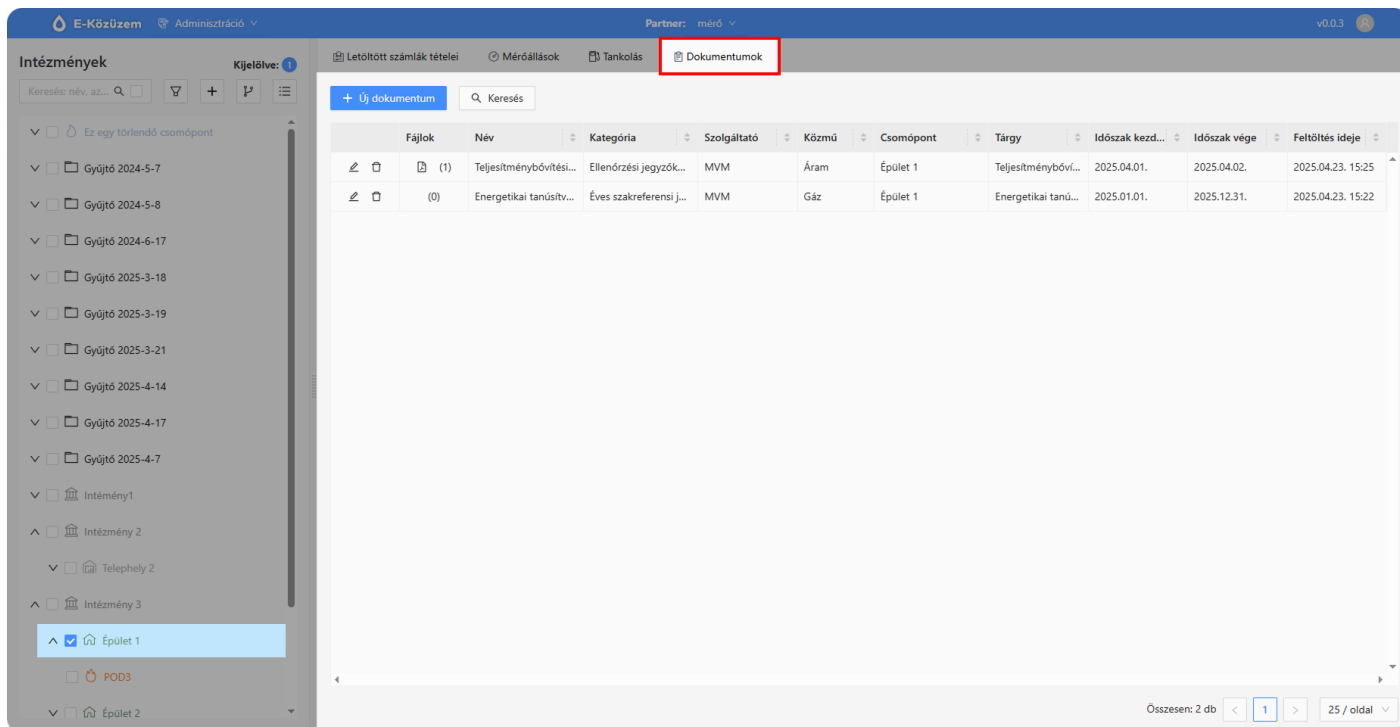 E-Közüzem Adminisztráció Partner: mérő v0.0.3
Intézmények Kijelölve: 1
Keresés: név, az...
Ez egy törlendő csomópont
Gyűjtő 2024-5-7
Gyűjtő 2024-5-8
Gyűjtő 2024-6-17
Gyűjtő 2025-3-18
Gyűjtő 2025-3-19
Gyűjtő 2025-3-21
Gyűjtő 2025-4-14
Gyűjtő 2025-4-17
Gyűjtő 2025-4-7
Intémény1
Intézmény 2
Telephely 2
Intézmény 3
Épület 1
POD3
Épület 2
Letöltött számlák tételei Mérőállások Tankolás Dokumentumok
+ Új dokumentum Keresés
Fájlok Név Kategória Szolgáltató Közmű Csomópont Tárgy Időszak kezd... Időszak vége Feltöltés ideje
(1) Teljesítménybővítési... Ellenőrzési jegyzők... MVM Áram Épület 1 Teljesítménybőví... 2025.04.01. 2025.04.02. 2025.04.23. 15:25
(0) Energetikai tanúsítv... Éves szakreferensi j... MVM Gáz Épület 1 Energetikai tanú... 2025.01.01. 2025.12.31. 2025.04.23. 15:22
Összesen: 2 db < 1 > 25 / oldal